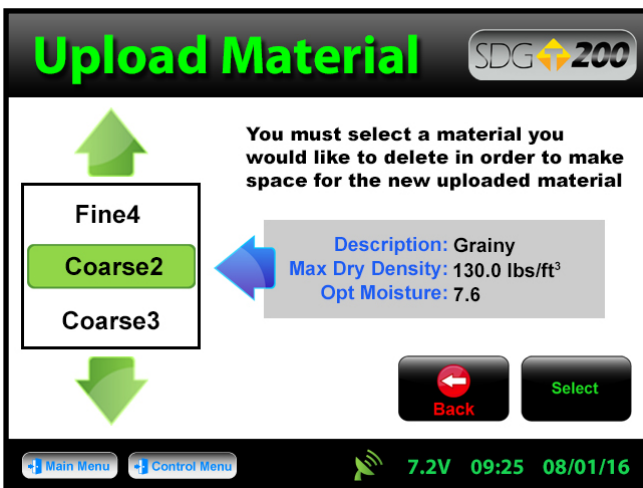 Upload Material
SDG 200
You must select a material you
would like to delete in order to make
space for the new uploaded material
Fine4
Coarse2
Coarse3
Description: Grainy
Max Dry Density: 130.0 lbs/ft³
Opt Moisture: 7.6
Back
Select
Main Menu
Control Menu
7.2V 09:25 08/01/16